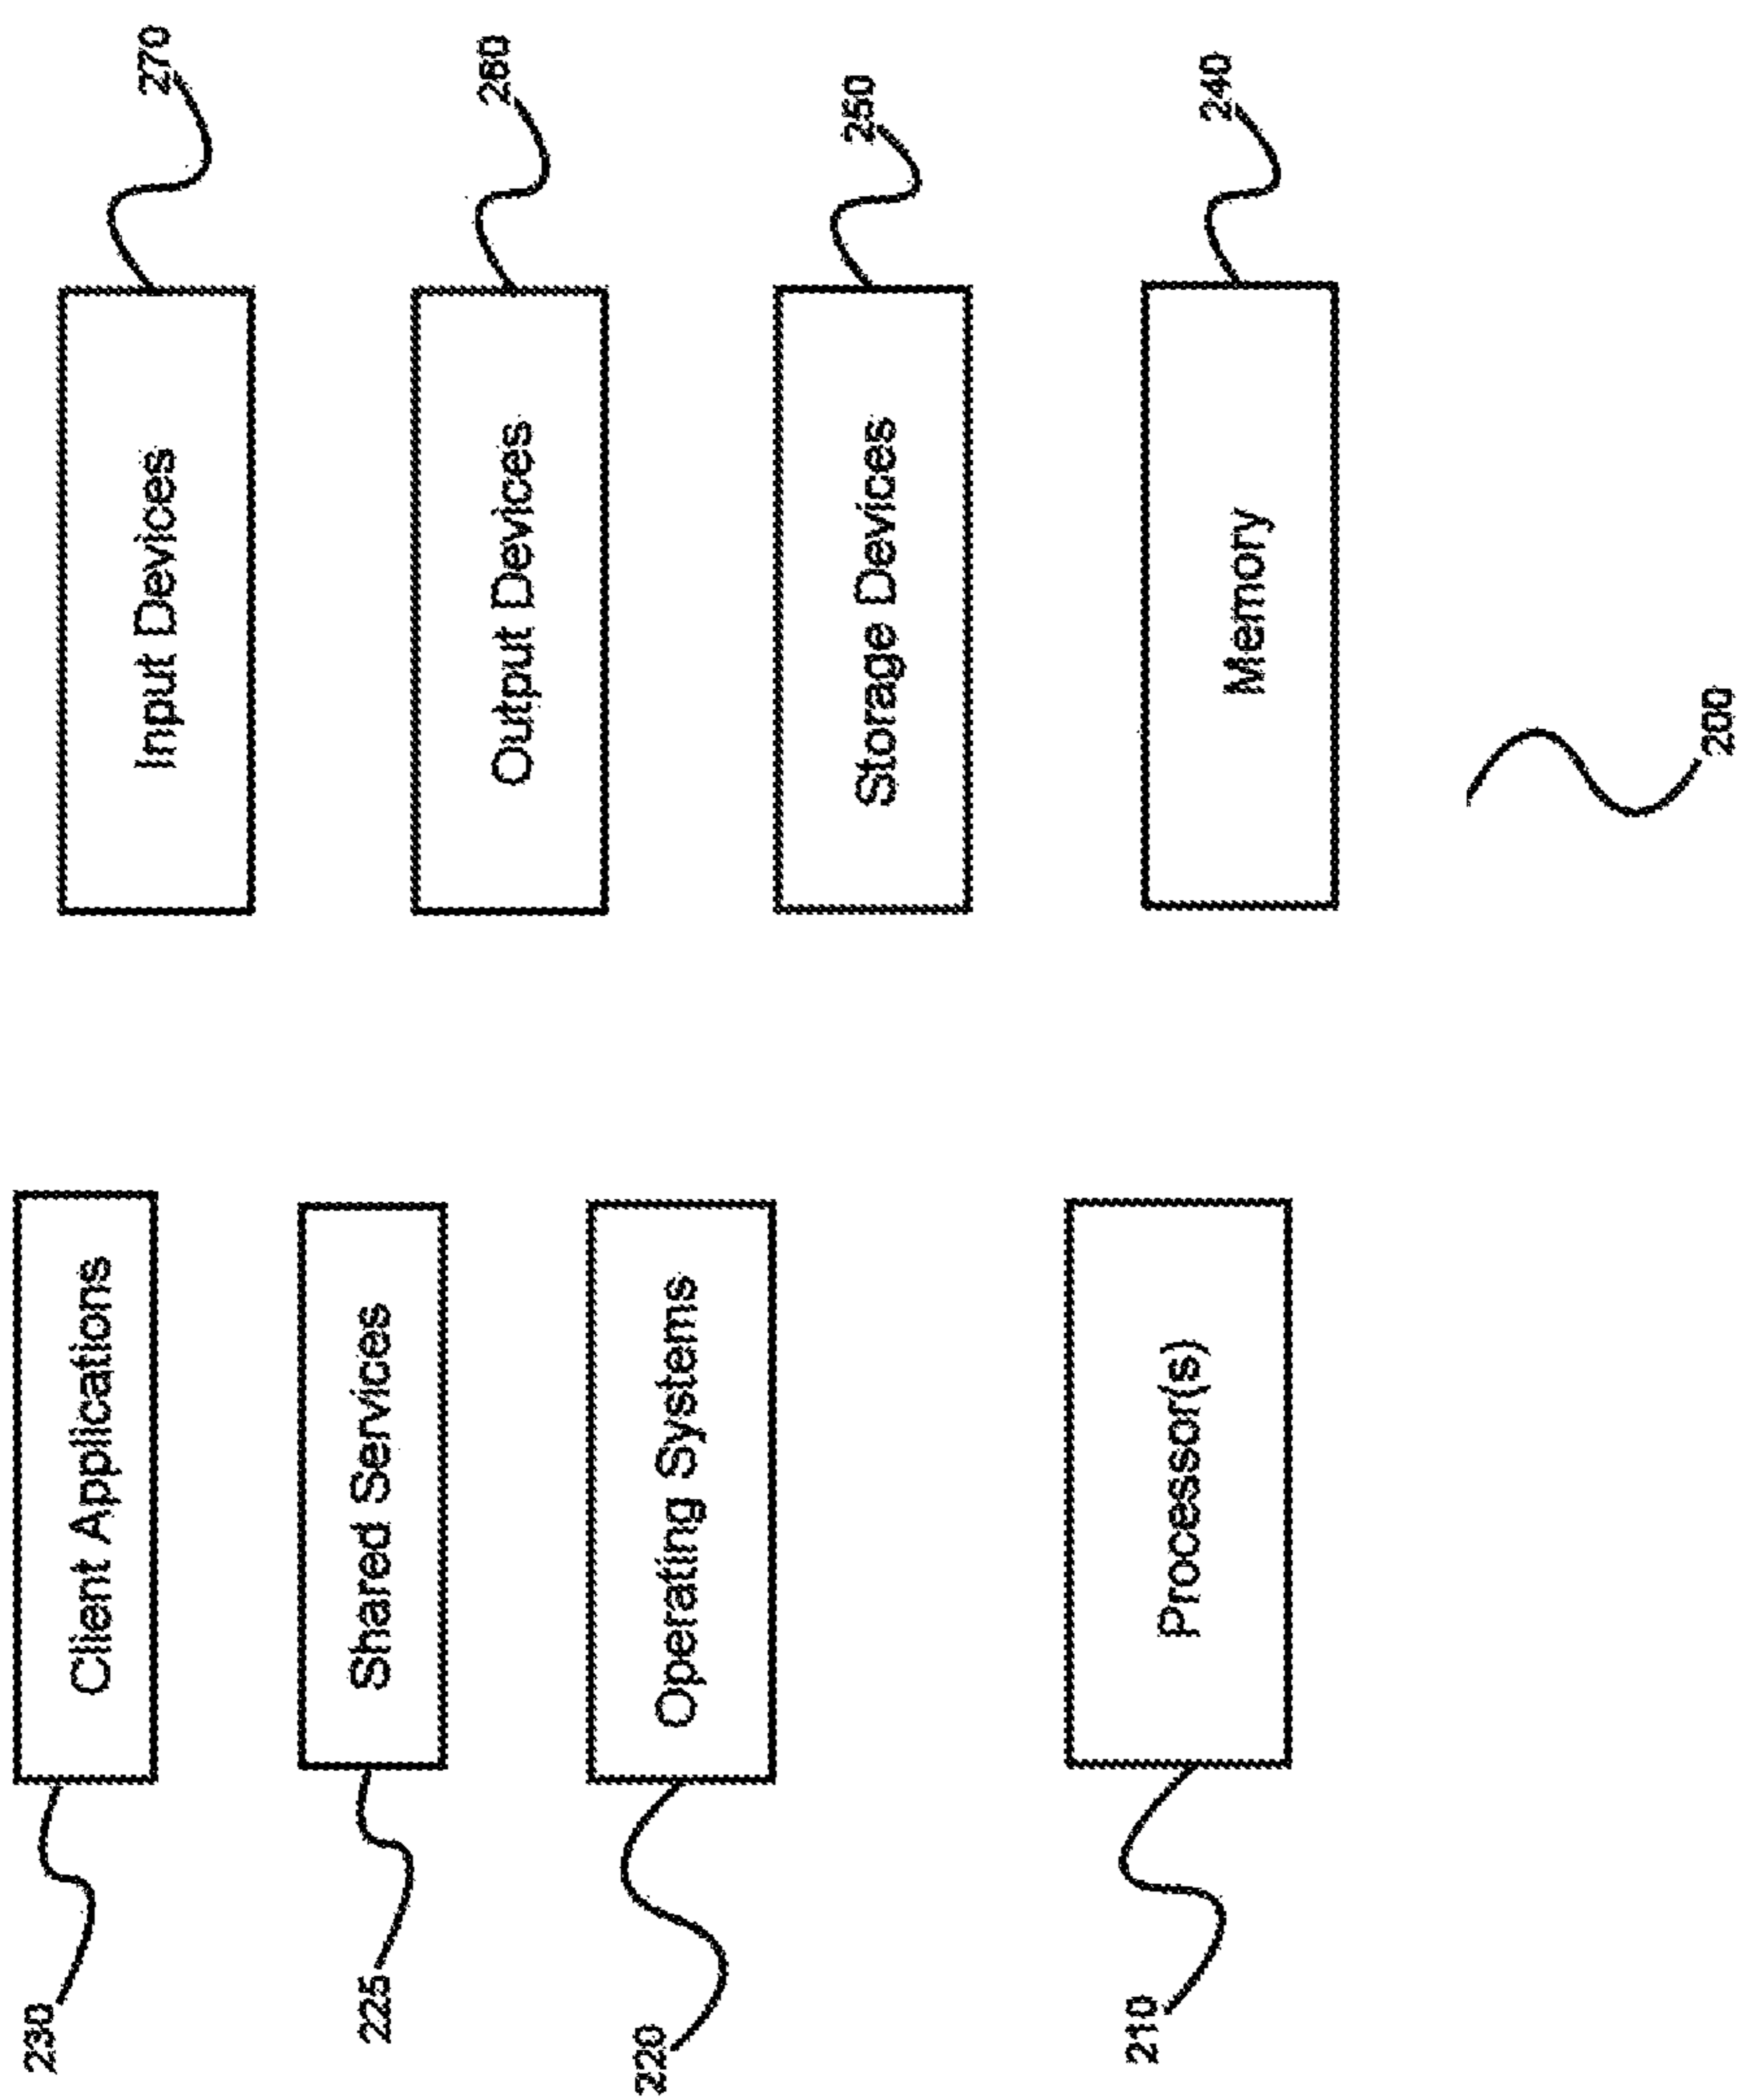 230
Client Applications
Input Devices
270
225
Shared Services
Output Devices
260
220
Operating Systems
Storage Devices
250
210
Processor(s)
Memory
240
200